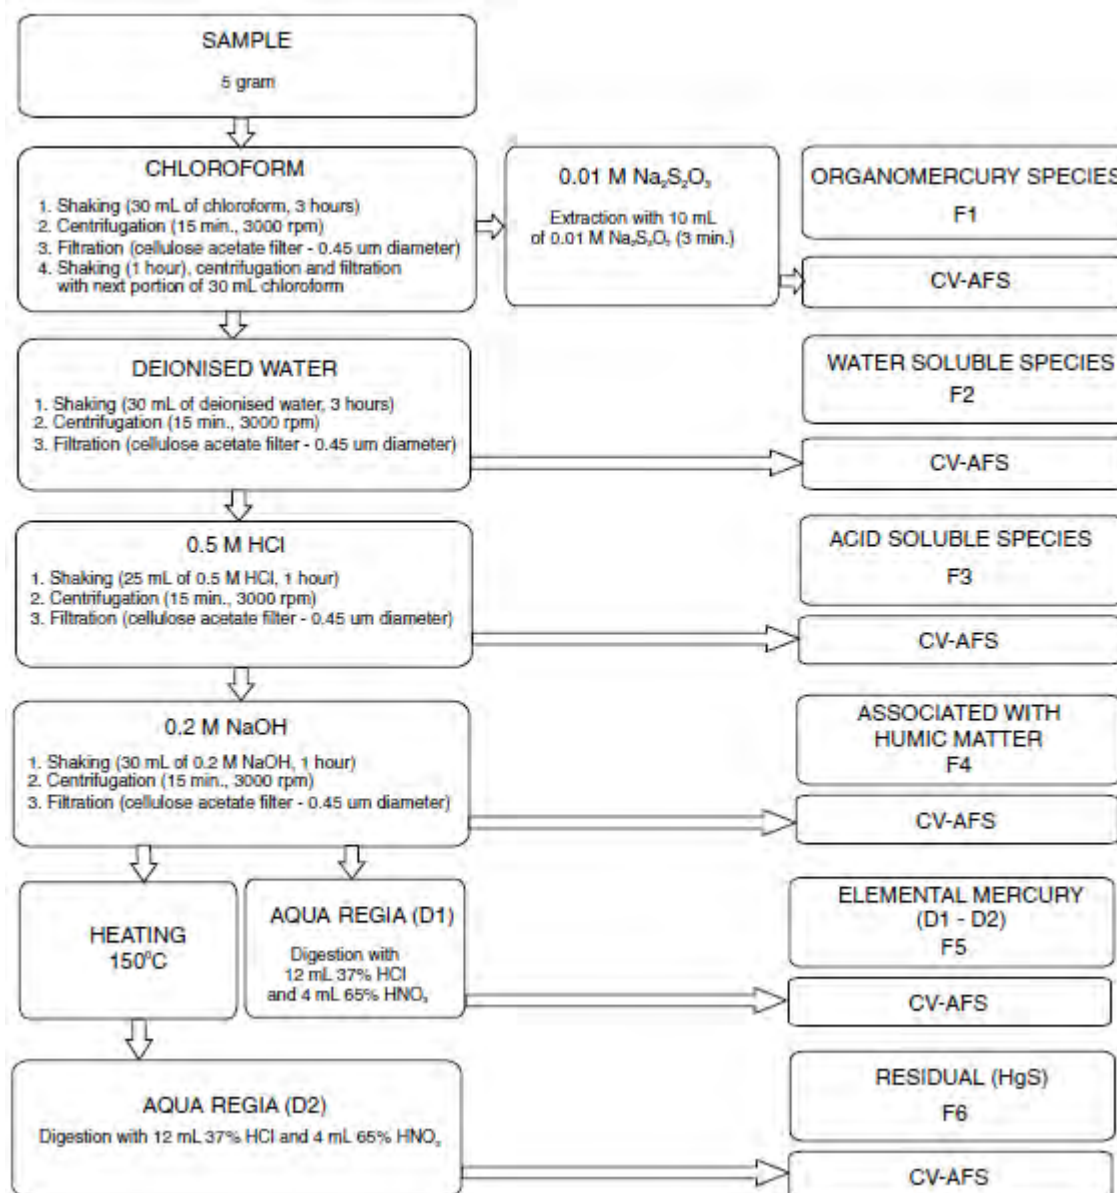 SAMPLE
5 gram
CHLOROFORM
1. Shaking (30 mL of chloroform, 3 hours)
2. Centrifugation (15 min., 3000 rpm)
3. Filtration (cellulose acetate filter - 0.45 um diameter)
4. Shaking (1 hour), centrifugation and filtration
with next portion of 30 mL chloroform
0.01 M Na₂S₂O₃
Extraction with 10 mL
of 0.01 M Na₂S₂O₃ (3 min.)
ORGANOMERCURY SPECIES
F1
CV-AFS
DEIONISED WATER
1. Shaking (30 mL of deionised water, 3 hours)
2. Centrifugation (15 min., 3000 rpm)
3. Filtration (cellulose acetate filter - 0.45 um diameter)
WATER SOLUBLE SPECIES
F2
CV-AFS
0.5 M HCl
1. Shaking (25 mL of 0.5 M HCl, 1 hour)
2. Centrifugation (15 min., 3000 rpm)
3. Filtration (cellulose acetate filter - 0.45 um diameter)
ACID SOLUBLE SPECIES
F3
CV-AFS
0.2 M NaOH
1. Shaking (30 mL of 0.2 M NaOH, 1 hour)
2. Centrifugation (15 min., 3000 rpm)
3. Filtration (cellulose acetate filter - 0.45 um diameter)
ASSOCIATED WITH
HUMIC MATTER
F4
CV-AFS
HEATING
150⁰C
AQUA REGIA (D1)
Digestion with
12 mL 37% HCl
and 4 mL 65% HNO₃
ELEMENTAL MERCURY
(D1 - D2)
F5
CV-AFS
AQUA REGIA (D2)
Digestion with 12 mL 37% HCl and 4 mL 65% HNO₃
RESIDUAL (HgS)
F6
CV-AFS